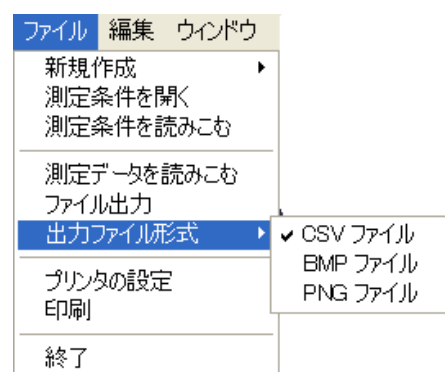 ファイル 編集 ウィンドウ
新規作成
測定条件を開く
測定条件を読みこむ
測定データを読みこむ
ファイル出力
出力ファイル形式
CSV ファイル
BMP ファイル
PNG ファイル
プリンタの設定
印刷
終了